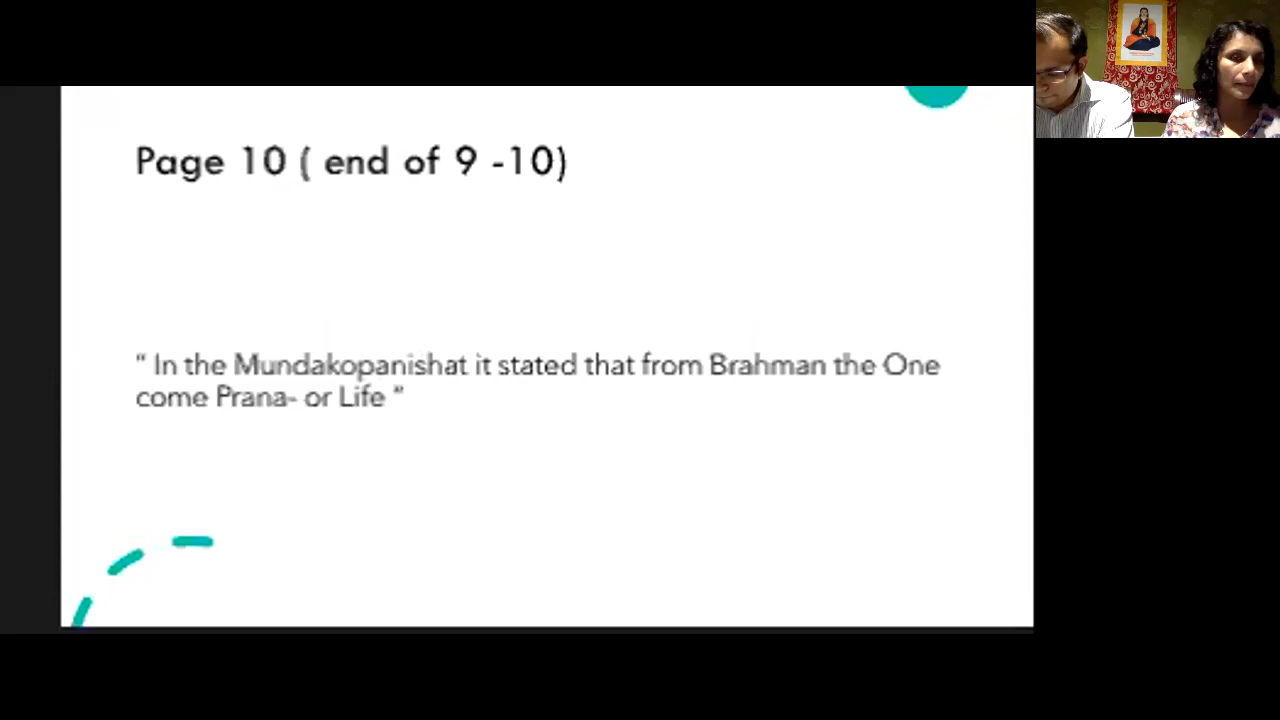 Page 10 ( end of 9 -10)
“ In the Mundakopanishat it stated that from Brahman the One
come Prana- or Life ”